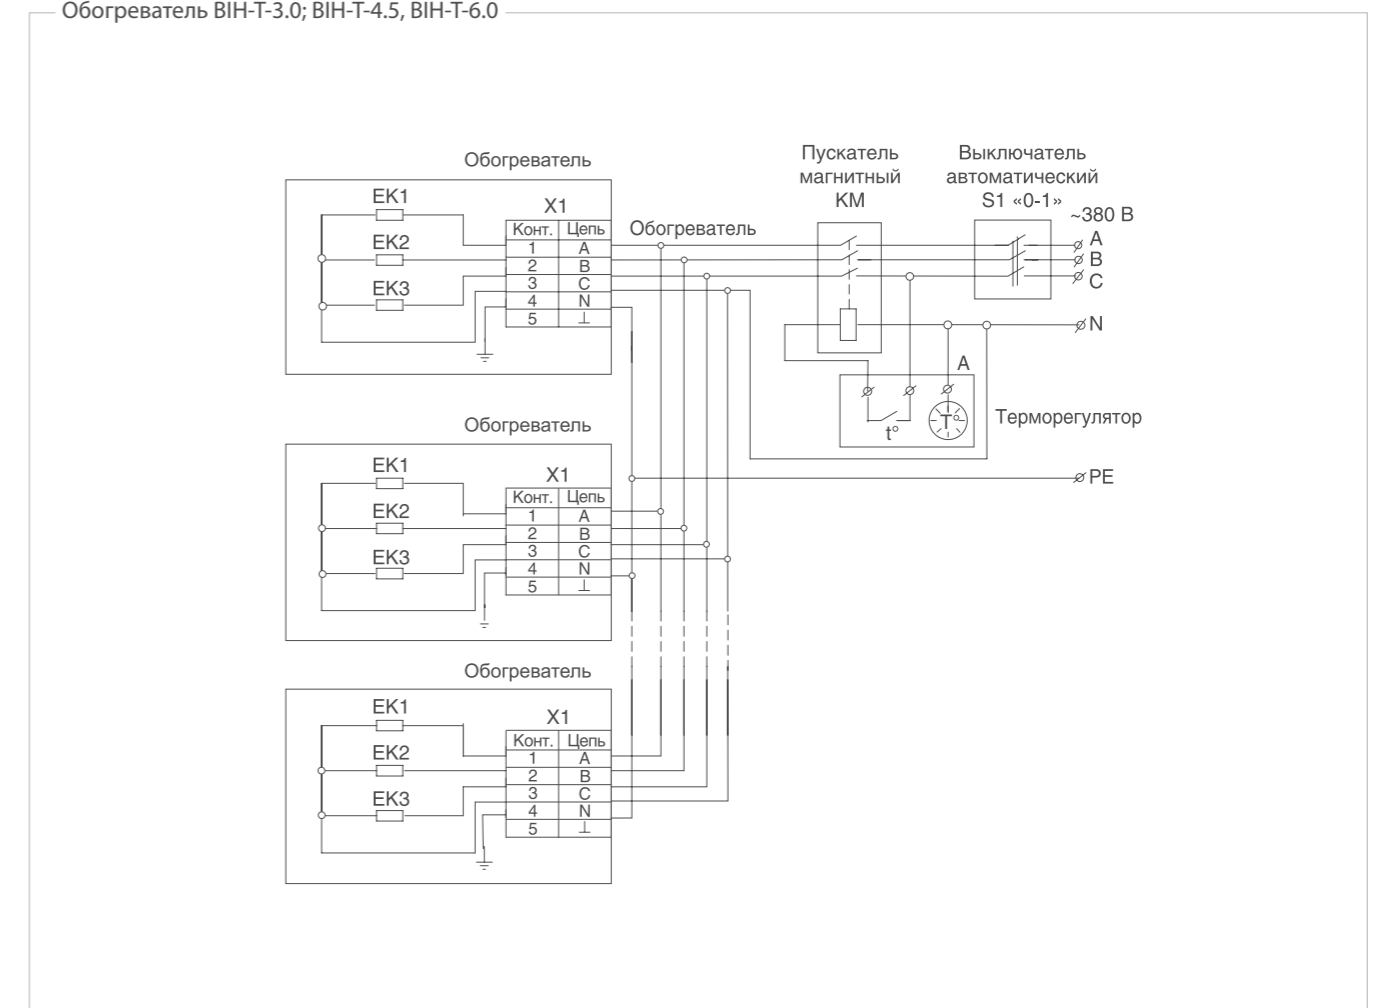 Обогреватель BIH-T-3.0; BIH-T-4.5, BIH-T-6.0
Обогреватель
EK1
EK2
EK3
X1
Конт. Цепь
1 A
2 B
3 C
4 N
5 ⊥
Обогреватель
Пускатель
магнитный
КМ
Выключатель
автоматический
S1 «0-1»
~380 В
A
B
C
N
A
t°
T°
Терморегулятор
PE
Обогреватель
EK1
EK2
EK3
X1
Конт. Цепь
1 A
2 B
3 C
4 N
5 ⊥
Обогреватель
EK1
EK2
EK3
X1
Конт. Цепь
1 A
2 B
3 C
4 N
5 ⊥